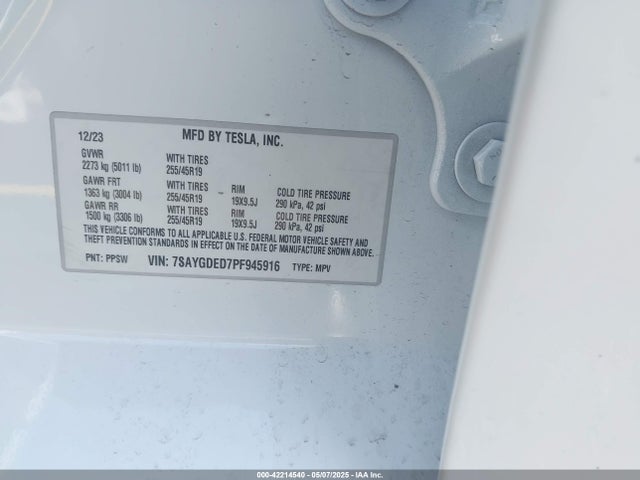 12/23 MFD BY TESLA, INC.
GVWR WITH TIRES
2273 kg (5011 lb) 255/45R19
GAWR FRT WITH TIRES RIM COLD TIRE PRESSURE
1363 kg (3004 lb) 255/45R19 19X9.5J 290 kPa, 42 psi
GAWR RR WITH TIRES RIM COLD TIRE PRESSURE
1500 kg (3306 lb) 255/45R19 19X9.5J 290 kPa, 42 psi
THIS VEHICLE CONFORMS TO ALL APPLICABLE U.S. FEDERAL MOTOR VEHICLE SAFETY AND
THEFT PREVENTION STANDARDS IN EFFECT ON THE DATE OF MANUFACTURE SHOWN ABOVE.
PNT: PPSW VIN: 7SAYGDED7PF945916 TYPE: MPV
000-42214540 - 05/07/2025 - IAA Inc.